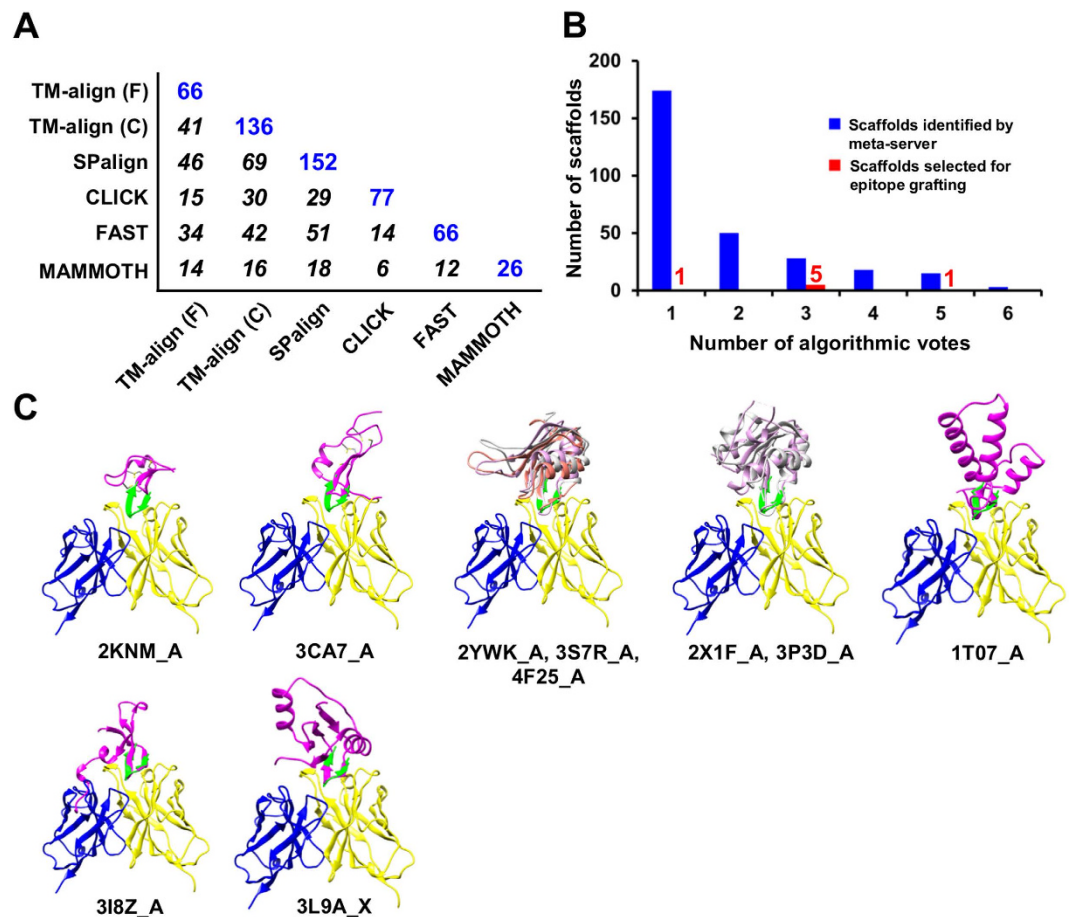 A
TM-align (F) 66
TM-align (C) 41 136
SPalign 46 69 152
CLICK 15 30 29 77
FAST 34 42 51 14 66
MAMMOTH 14 16 18 6 12 26
TM-align (F) TM-align (C) SPalign CLICK FAST MAMMOTH
B
Number of scaffolds
200
150
100
50
0
Scaffolds identified by
meta-server
Scaffolds selected for
epitope grafting
1 5 1
1 2 3 4 5 6
Number of algorithmic votes
C
2KNM_A
3CA7_A
2YWK_A, 3S7R_A,
4F25_A
2X1F_A, 3P3D_A
1T07_A
3I8Z_A
3L9A_X